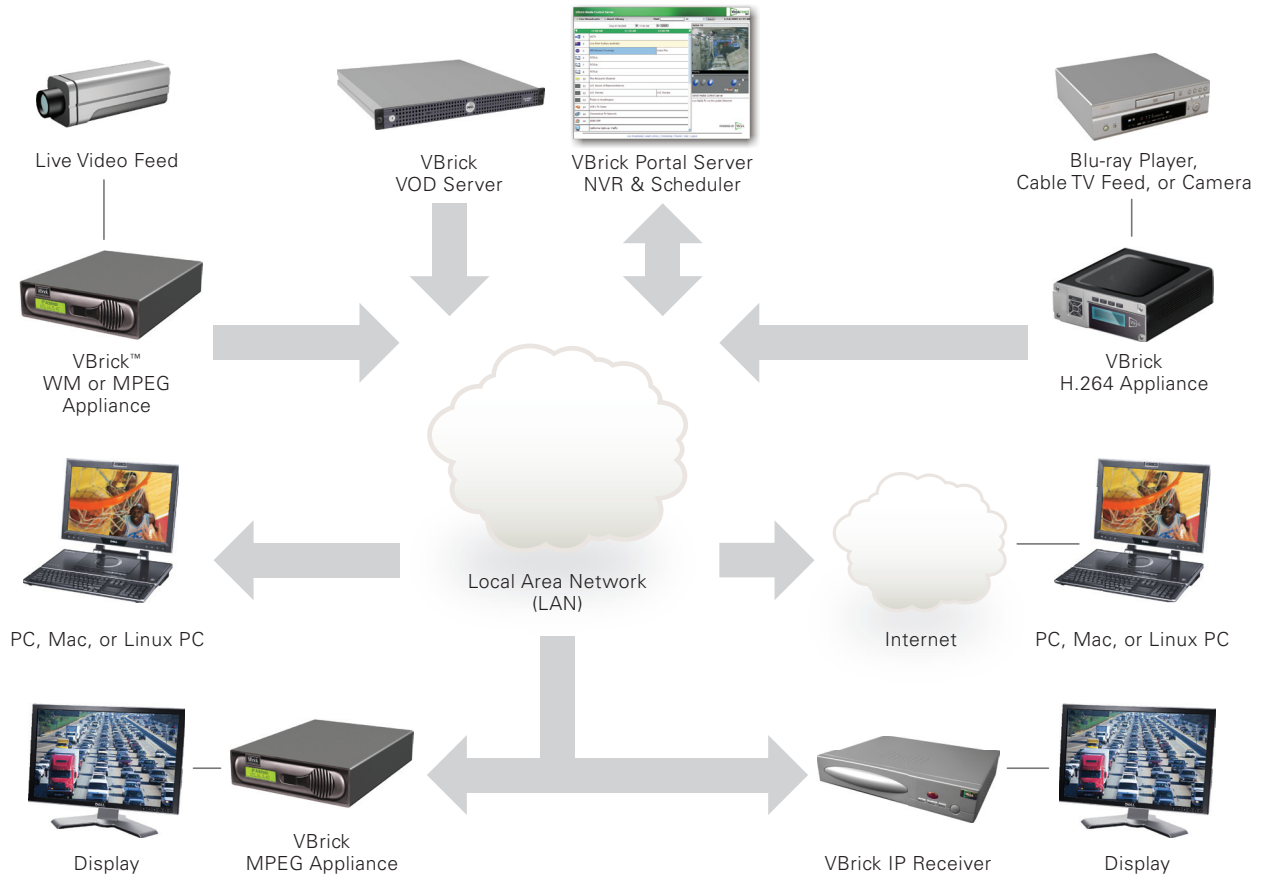 Live Video Feed
VBrick
VOD Server
VBrick Portal Server
NVR & Scheduler
Blu-ray Player,
Cable TV Feed, or Camera
VBrick™
WM or MPEG
Appliance
VBrick
H.264 Appliance
Local Area Network
(LAN)
Internet
PC, Mac, or Linux PC
PC, Mac, or Linux PC
Display
VBrick
MPEG Appliance
VBrick IP Receiver
Display